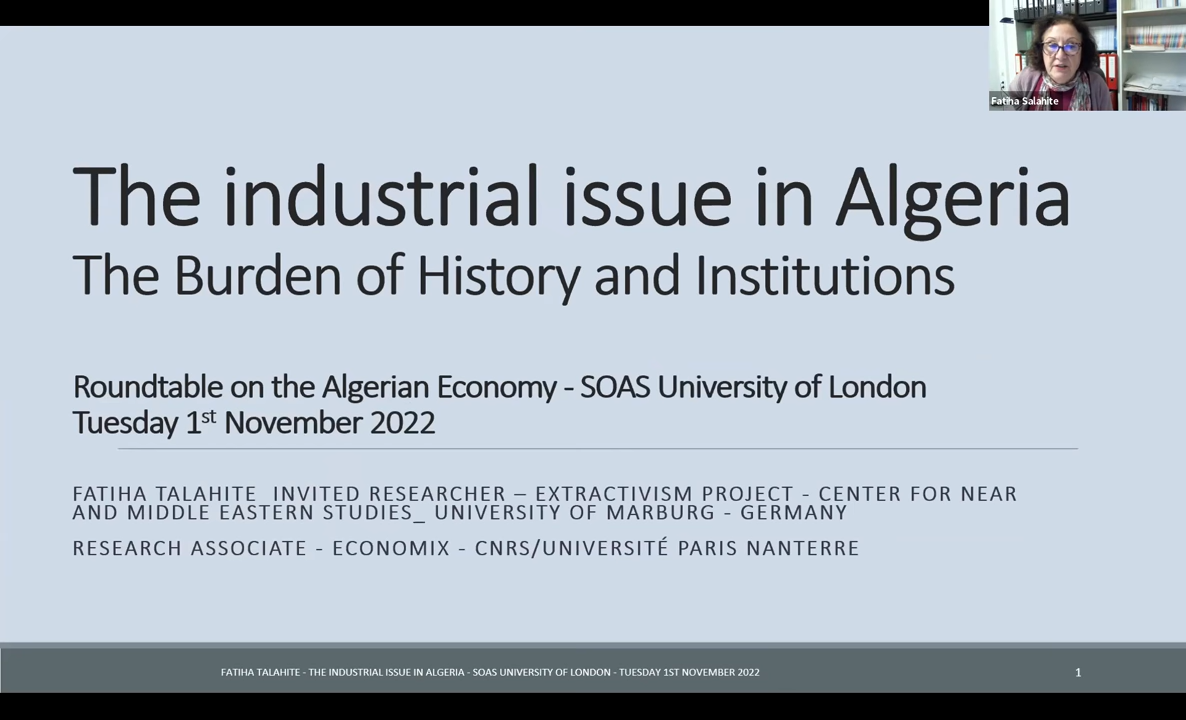 Fatiha Salahite
The industrial issue in Algeria
The Burden of History and Institutions
Roundtable on the Algerian Economy - SOAS University of London
Tuesday 1st November 2022
FATIHA TALAHITE INVITED RESEARCHER – EXTRACTIVISM PROJECT - CENTER FOR NEAR
AND MIDDLE EASTERN STUDIES_ UNIVERSITY OF MARBURG - GERMANY
RESEARCH ASSOCIATE - ECONOMIX - CNRS/UNIVERSITÉ PARIS NANTERRE
FATIHA TALAHITE - THE INDUSTRIAL ISSUE IN ALGERIA - SOAS UNIVERSITY OF LONDON - TUESDAY 1ST NOVEMBER 2022
1